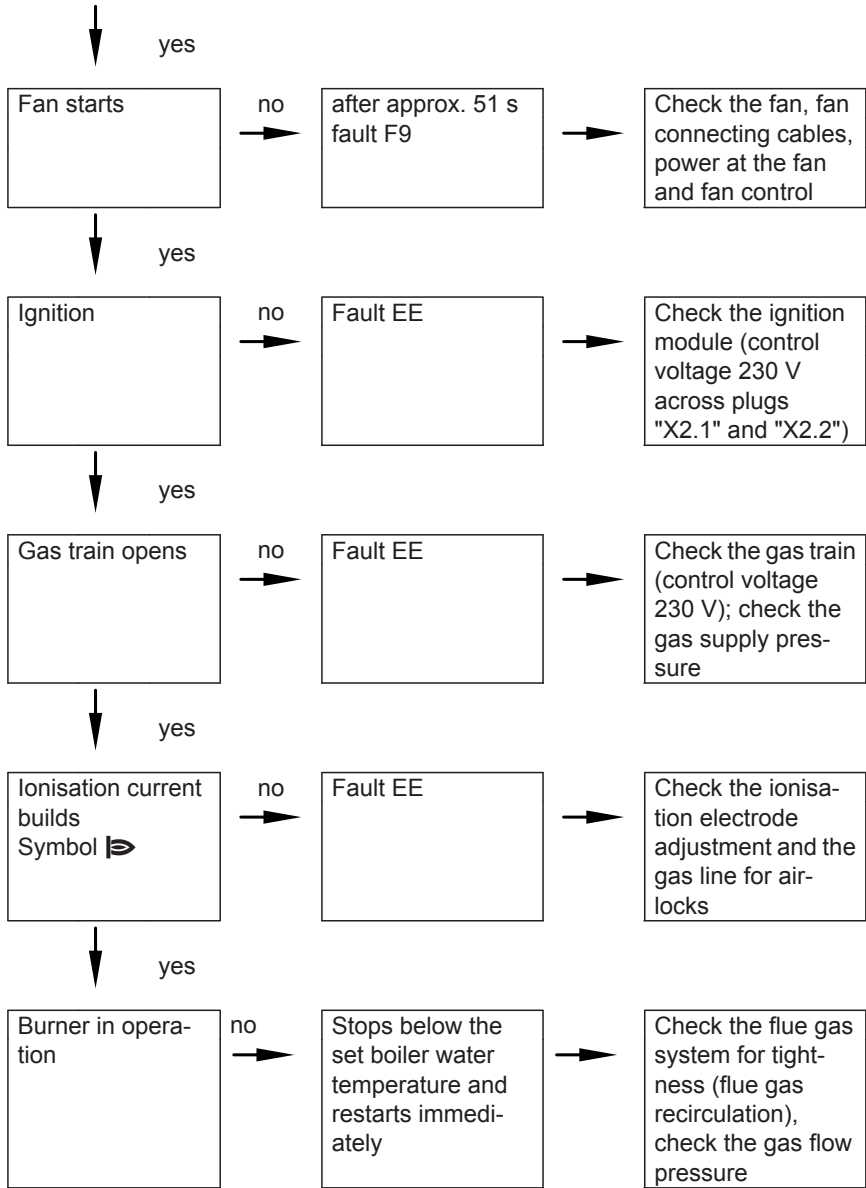 yes
Fan starts
no
after approx. 51 s
fault F9
Check the fan, fan
connecting cables,
power at the fan
and fan control
yes
Ignition
no
Fault EE
Check the ignition
module (control
voltage 230 V
across plugs
"X2.1" and "X2.2")
yes
Gas train opens
no
Fault EE
Check the gas train
(control voltage
230 V); check the
gas supply pres-
sure
yes
Ionisation current
builds
Symbol
no
Fault EE
Check the ionisa-
tion electrode
adjustment and the
gas line for air-
locks
yes
Burner in opera-
tion
no
Stops below the
set boiler water
temperature and
restarts immedi-
ately
Check the flue gas
system for tight-
ness (flue gas
recirculation),
check the gas flow
pressure